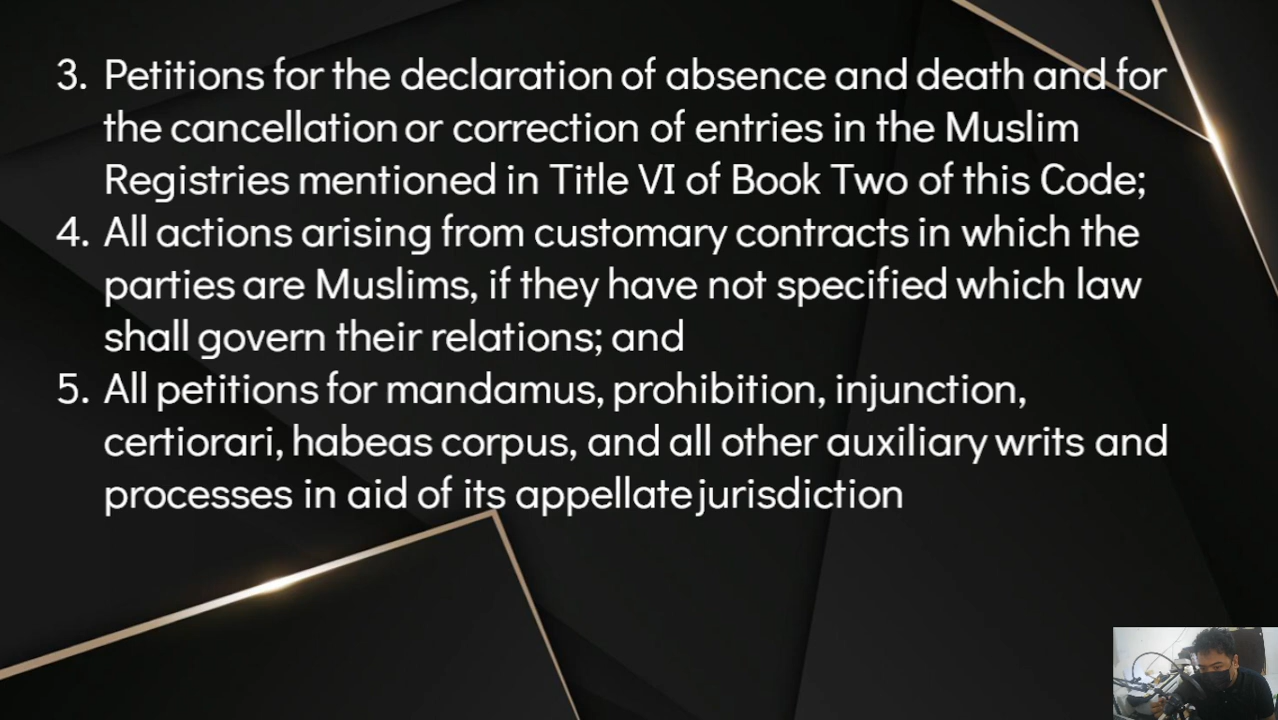 3. Petitions for the declaration of absence and death and for
the cancellation or correction of entries in the Muslim
Registries mentioned in Title VI of Book Two of this Code;
4. All actions arising from customary contracts in which the
parties are Muslims, if they have not specified which law
shall govern their relations; and
5. All petitions for mandamus, prohibition, injunction,
certiorari, habeas corpus, and all other auxiliary writs and
processes in aid of its appellate jurisdiction